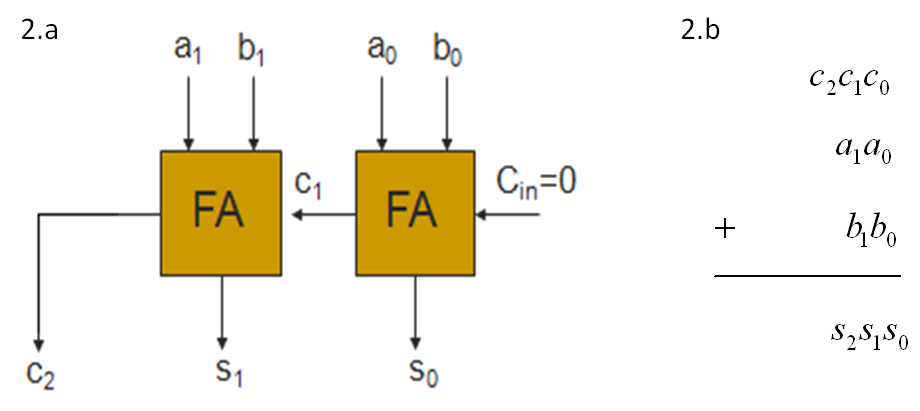 2.a
2.b
a₁ b₁ a₀ b₀
c₂c₁c₀
a₁a₀
FA c₁ FA Cᵢₙ=0
+ b₁b₀
s₂s₁s₀
c₂ s₁ s₀